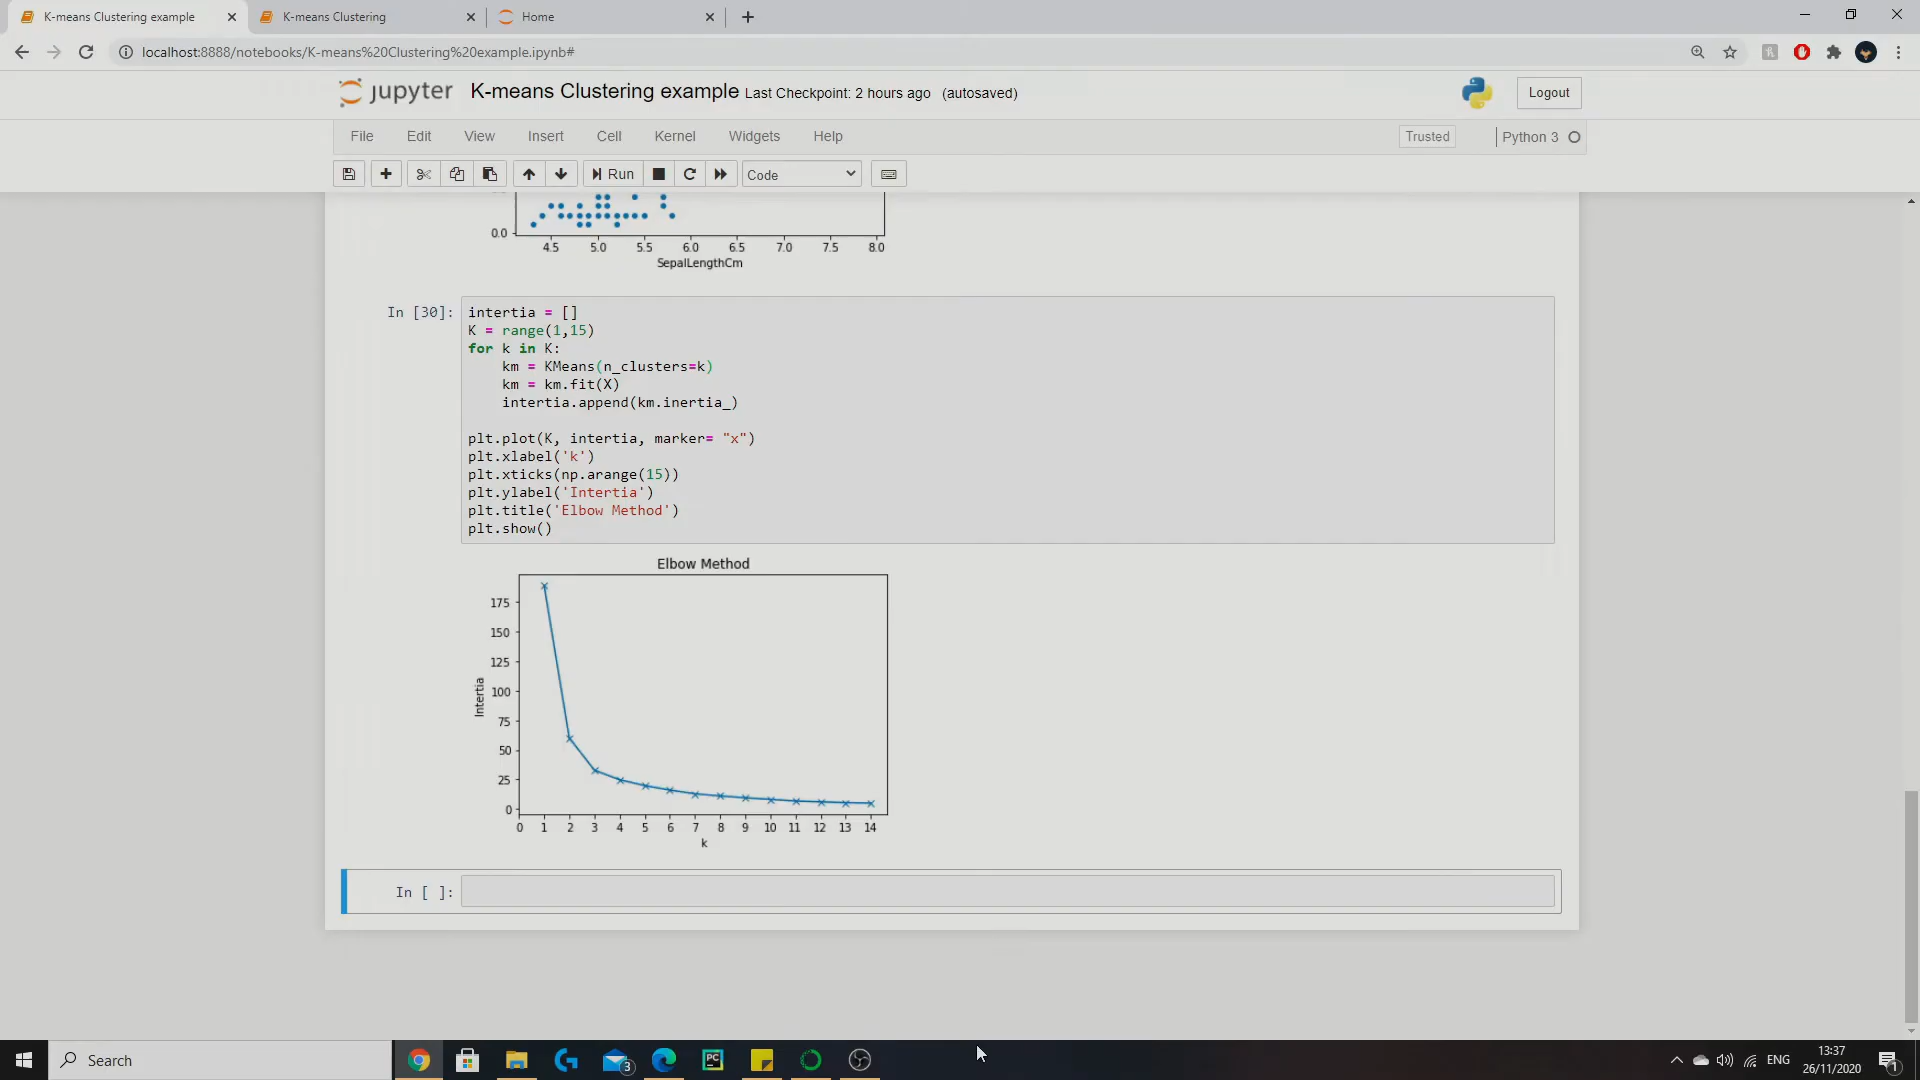 K-means Clustering example
K-means Clustering
Home
localhost:8888/notebooks/K-means%20Clustering%20example.ipynb#
jupyter K-means Clustering example Last Checkpoint: 2 hours ago (autosaved)
Logout
File Edit View Insert Cell Kernel Widgets Help
Trusted
Python 3
Run
Code
0.0
4.5 5.0 5.5 6.0 6.5 7.0 7.5 8.0
SepalLengthCm
In [30]:
intertia = []
K = range(1,15)
for k in K:
    km = KMeans(n_clusters=k)
    km = km.fit(X)
    intertia.append(km.inertia_)
plt.plot(K, intertia, marker= "x")
plt.xlabel('k')
plt.xticks(np.arange(15))
plt.ylabel('Intertia')
plt.title('Elbow Method')
plt.show()
Elbow Method
175
150
125
100
75
50
25
0
Intertia
0 1 2 3 4 5 6 7 8 9 10 11 12 13 14
k
In [ ]:
Search
PC
3
ENG
13:37
26/11/2020
1